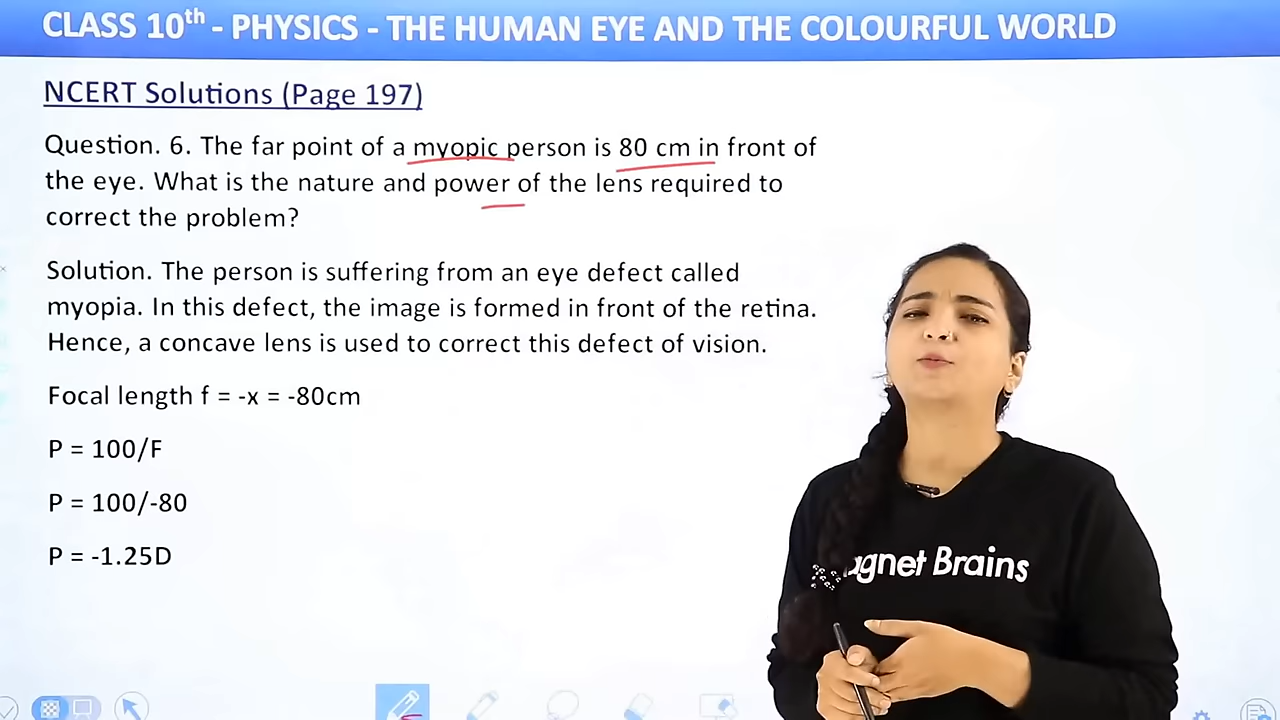 CLASS 10th - PHYSICS - THE HUMAN EYE AND THE COLOURFUL WORLD
NCERT Solutions (Page 197)
Question. 6. The far point of a myopic person is 80 cm in front of
the eye. What is the nature and power of the lens required to
correct the problem?
Solution. The person is suffering from an eye defect called
myopia. In this defect, the image is formed in front of the retina.
Hence, a concave lens is used to correct this defect of vision.
Focal length f = -x = -80cm
P = 100/F
P = 100/-80
P = -1.25D
agnet Brains